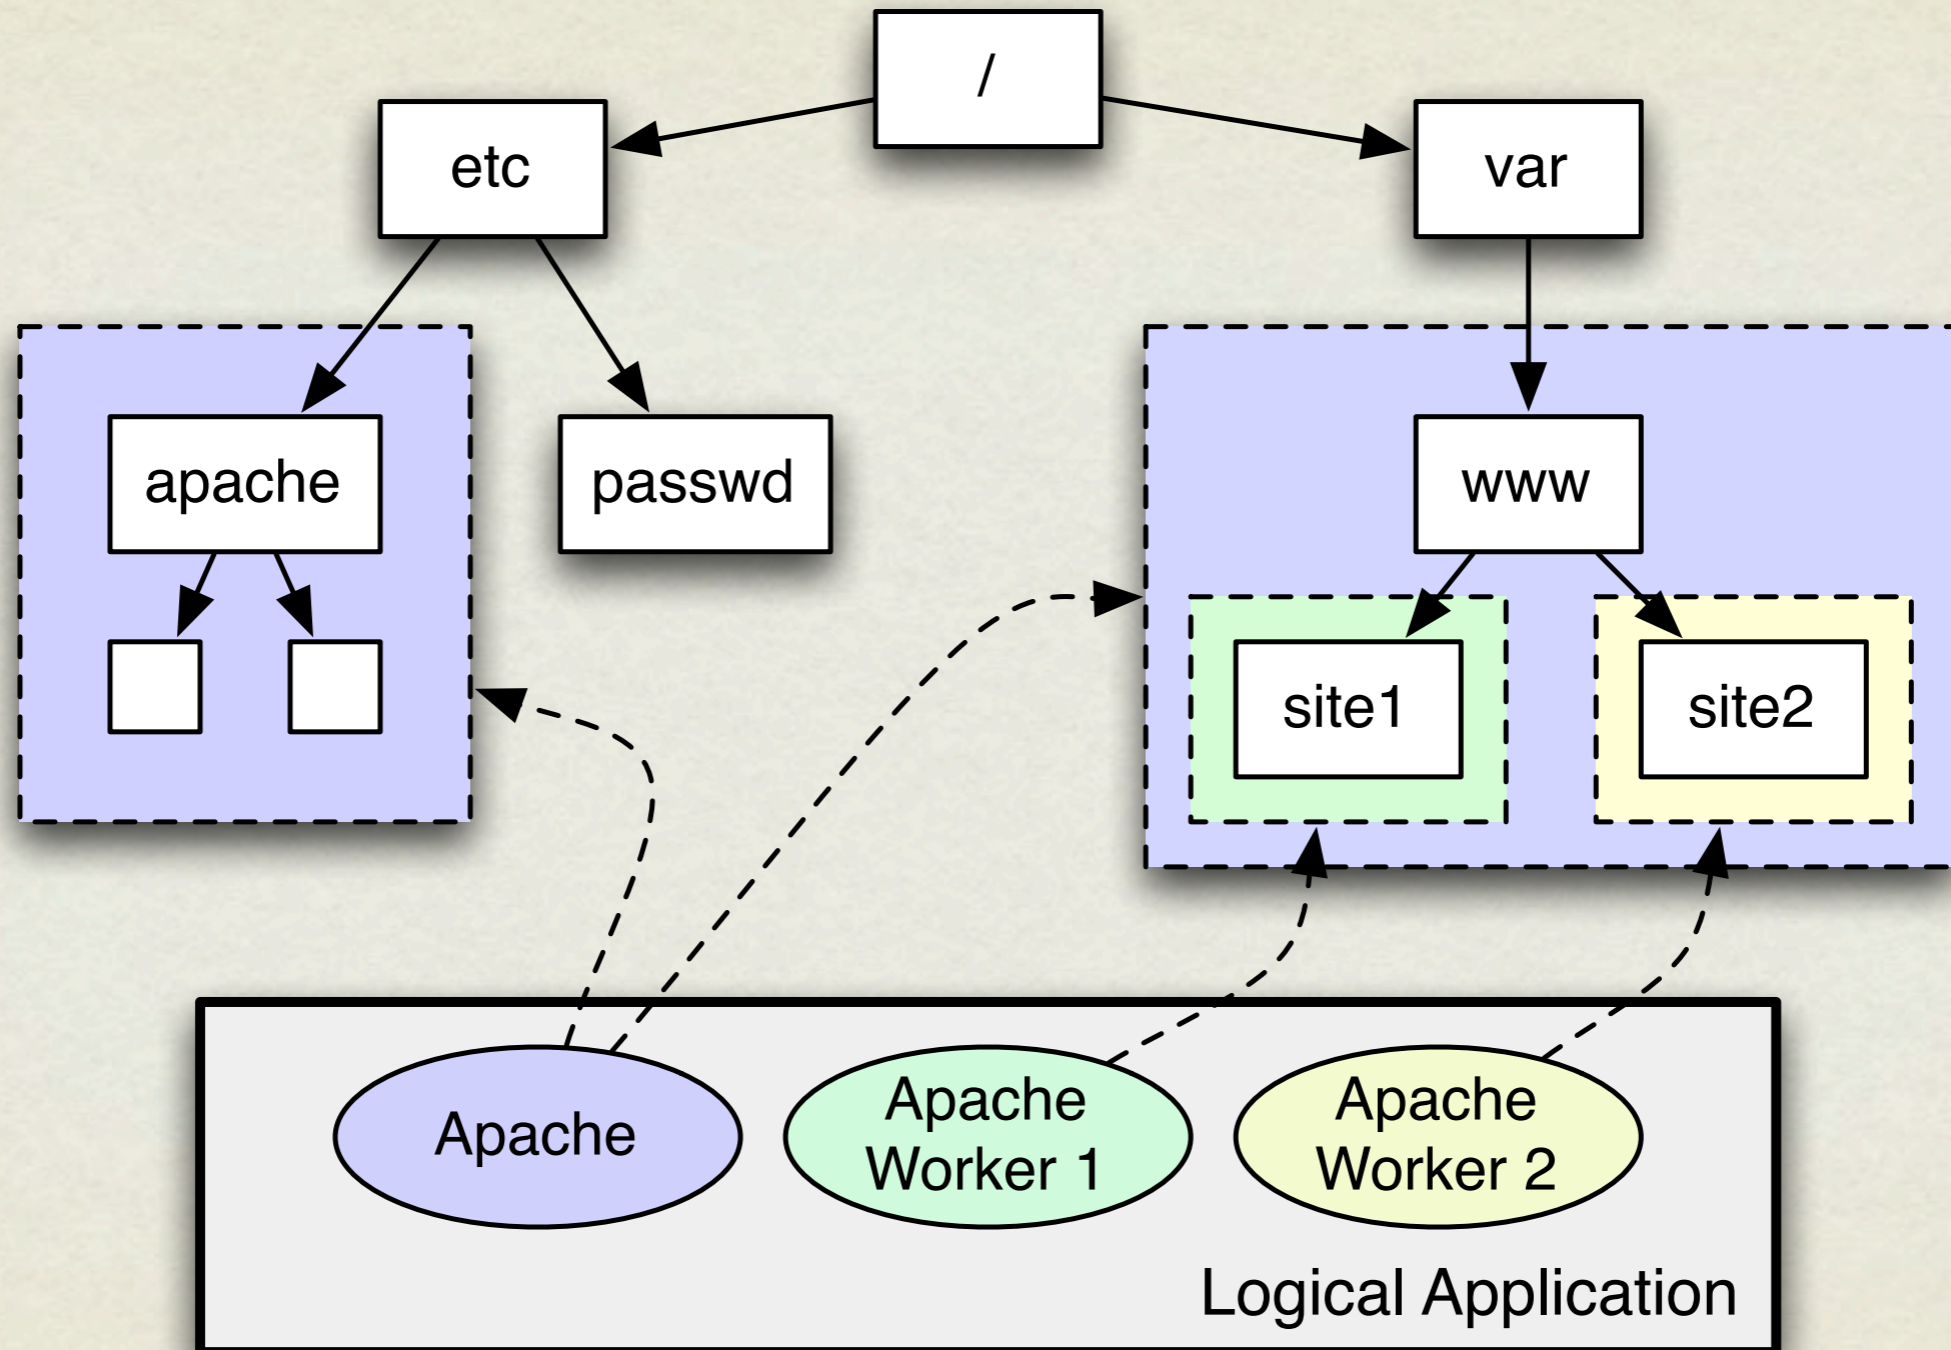 /
etc
var
apache
passwd
www
site1
site2
Apache
Apache
Worker 1
Apache
Worker 2
Logical Application